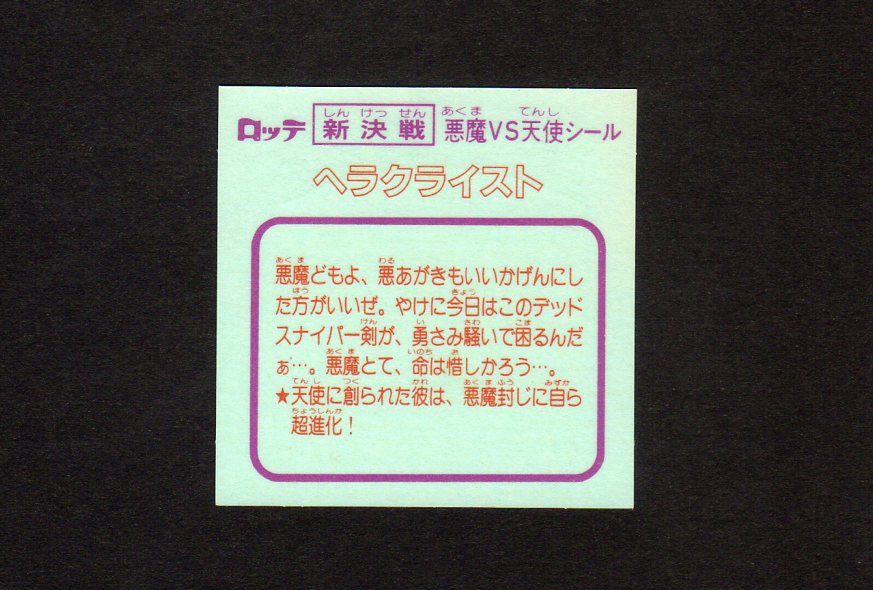 ロッテ 新決戦 悪魔VS天使シール
ヘラクライスト
悪魔どもよ、悪あがきもいいかげんにし
た方がいいぜ。やけに今日はこのデッド
スナイパー剣が、勇さみ騒いで困るんだ
ぁ…。悪魔とて、命は惜しかろう…。
★天使に創られた彼は、悪魔封じに自ら
超進化！